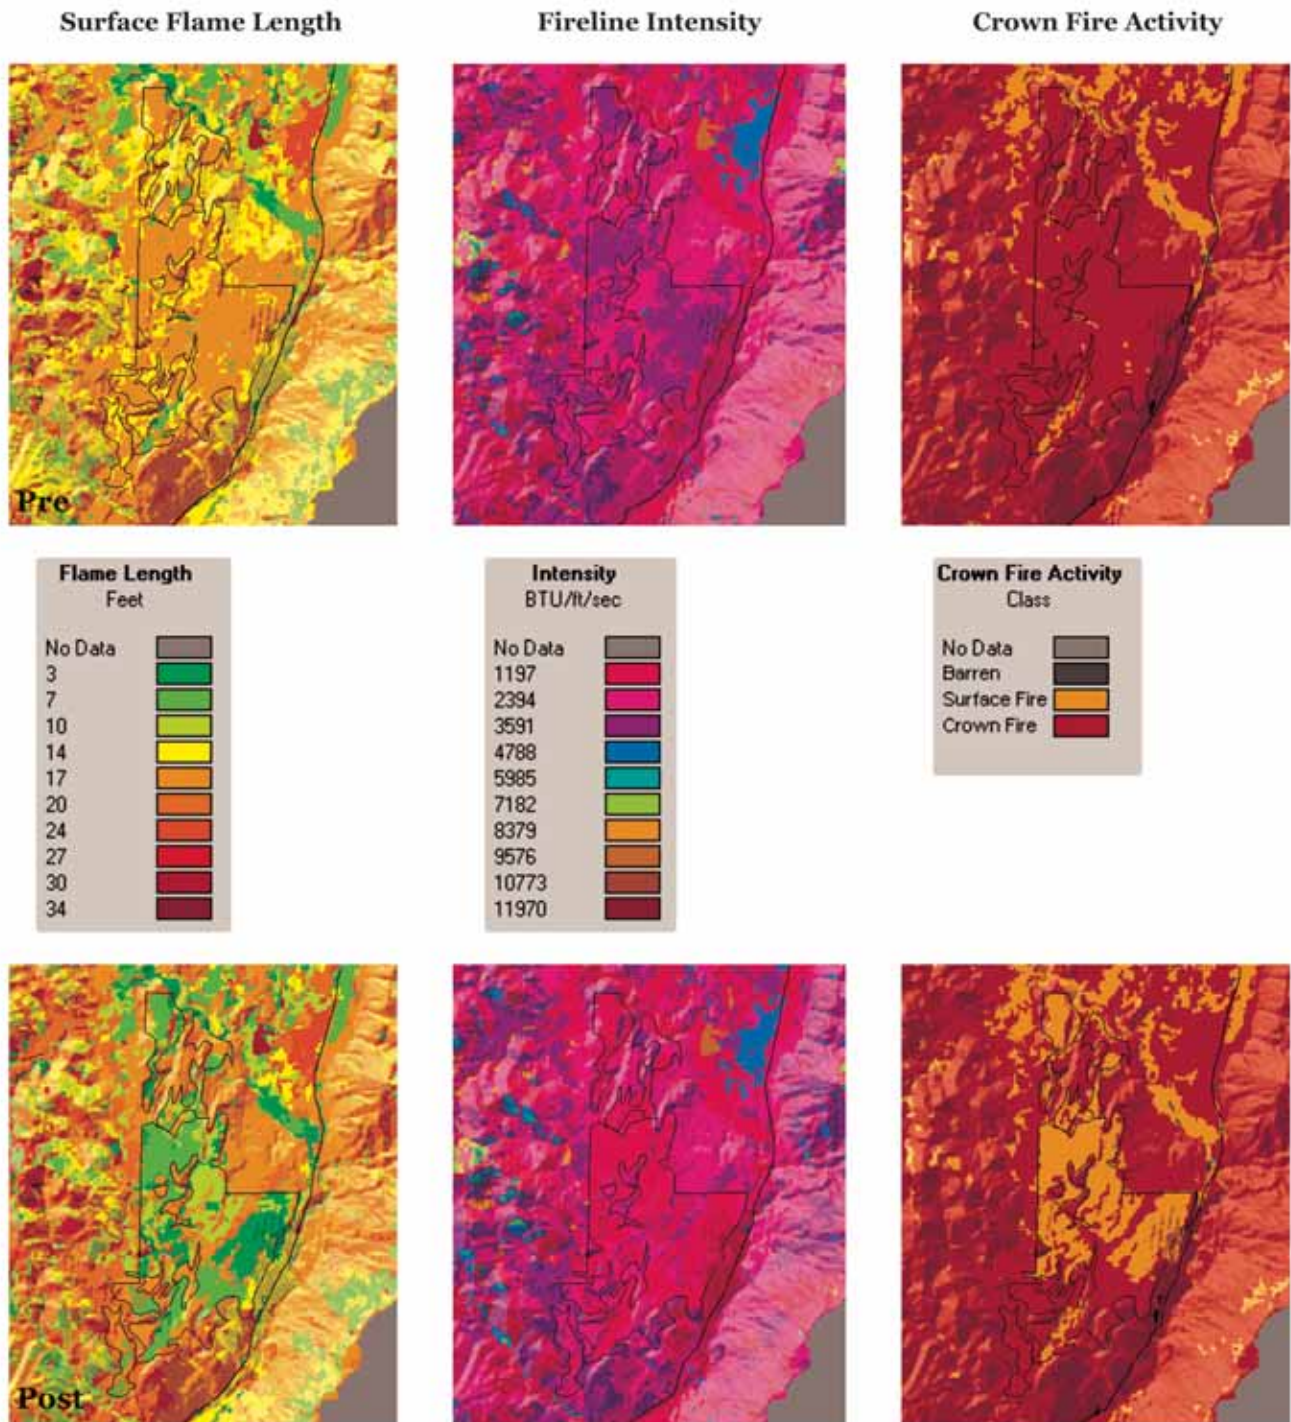 Surface Flame Length
Fireline Intensity
Crown Fire Activity
Pre
Flame Length
Feet
No Data
3
7
10
14
17
20
24
27
30
34
Intensity
BTU/ft/sec
No Data
1197
2394
3591
4788
5985
7182
8379
9576
10773
11970
Crown Fire Activity
Class
No Data
Barren
Surface Fire
Crown Fire
Post